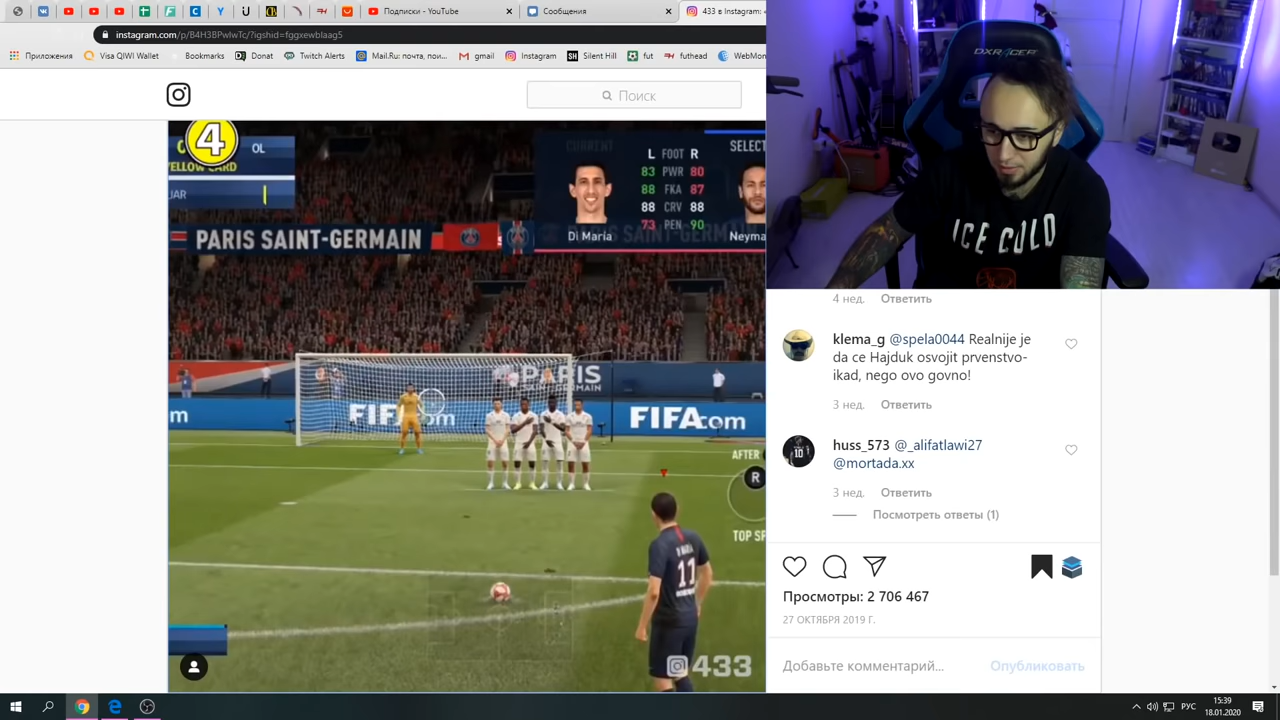 Подписки - YouTube
Сообщения
433 в
instagram.com/p/B4H3BPwlwTc/?igshid=fggxewblaag5
Приложения
Visa QIWI Wallet
Bookmarks
Donat
Twitch Alerts
Mail.Ru: почта, пои...
gmail
Instagram
Silent Hill
fut
futhead
WebMon
Поиск
DXRACER
ICE COLD
4
OL
YELLOW CARD
JAR
CURRENT
L FOOT R
83 PWR 80
88 FKA 87
88 CRV 88
73 PEN 90
Di Maria
SELECT
Neyma
PARIS SAINT-GERMAIN
PARIS
SAINT-GERMAIN
FIFA.com
FIFA.com
AFTER
R
TOP SP
DI MARIA
11
433
4 нед. Ответить
klema_g @spela0044 Realnije je
da ce Hajduk osvojit prvenstvo-
ikad, nego ovo govno!
3 нед. Ответить
huss_573 @_alifatlawi27
@mortada.xx
3 нед. Ответить
Посмотреть ответы (1)
Просмотры: 2 706 467
27 ОКТЯБРЯ 2019 Г.
Добавьте комментарий...
Опубликовать
РУС
15:39
18.01.2020